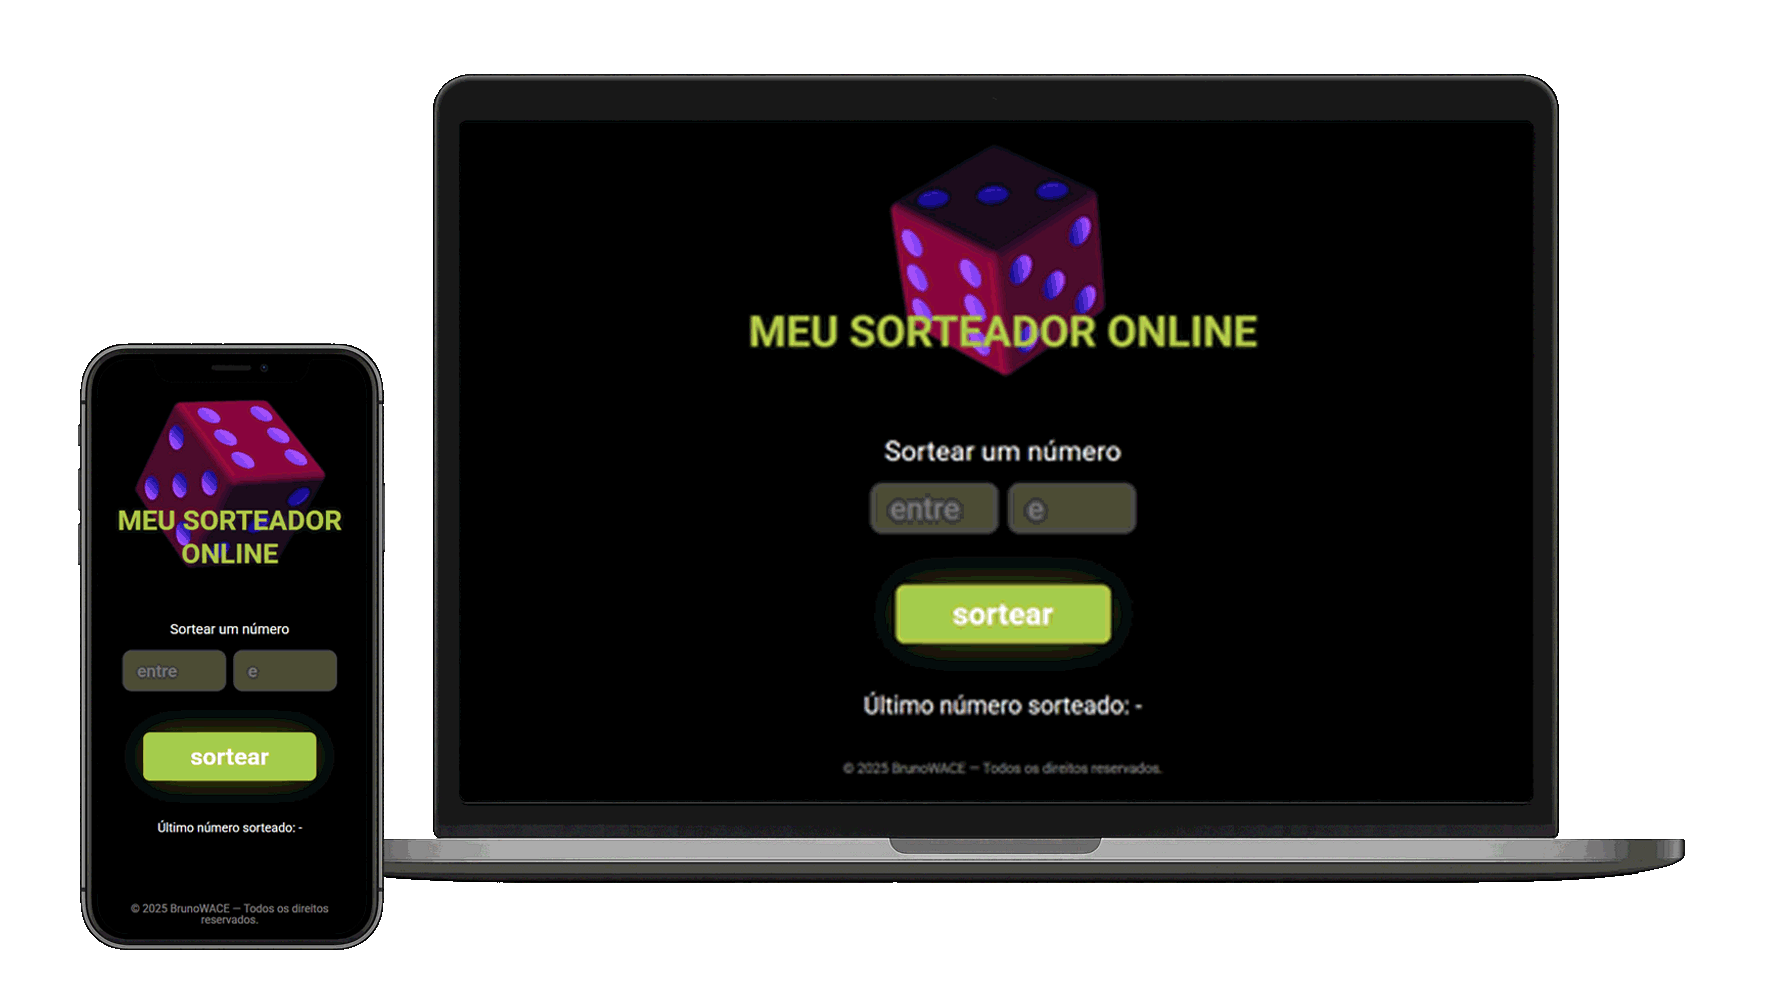 MEU SORTEADOR
ONLINE
Sortear um número
entre e
sortear
Último número sorteado: -
© 2025 BrunoWACE — Todos os direitos
reservados.
MEU SORTEADOR ONLINE
Sortear um número
entre e
sortear
Último número sorteado: -
© 2025 BrunoWACE — Todos os direitos reservados.